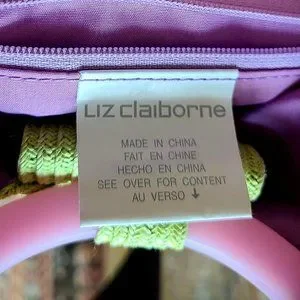 Liz claiborne
MADE IN CHINA
FAIT EN CHINE
HECHO EN CHINA
SEE OVER FOR CONTENT
AU VERSO ↓